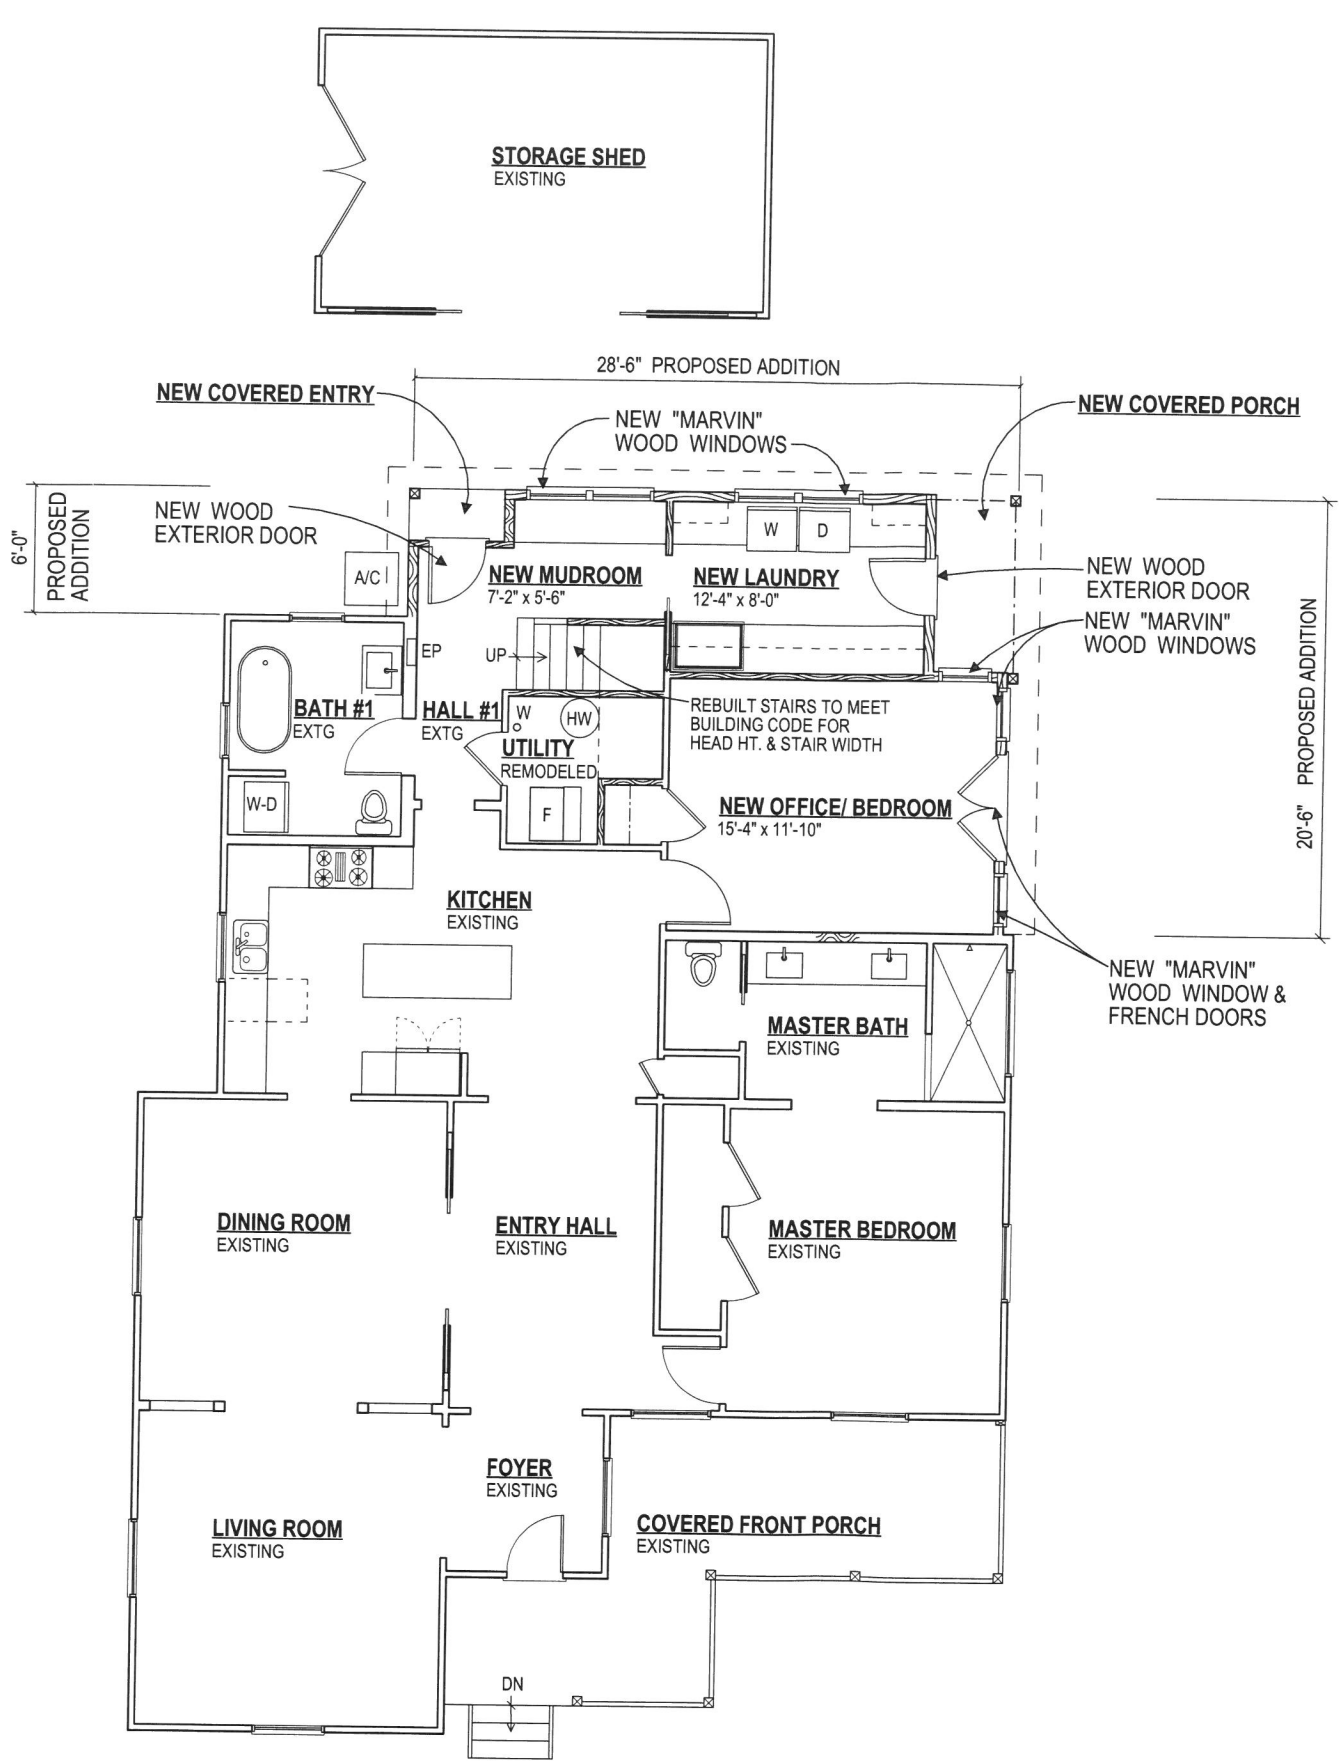 STORAGE SHED
EXISTING
28'-6" PROPOSED ADDITION
NEW COVERED ENTRY
NEW "MARVIN"
WOOD WINDOWS
NEW COVERED PORCH
6'-0"
PROPOSED
ADDITION
NEW WOOD
EXTERIOR DOOR
A/C
W
D
NEW MUDROOM
7'-2" x 5'-6"
NEW LAUNDRY
12'-4" x 8'-0"
NEW WOOD
EXTERIOR DOOR
NEW "MARVIN"
WOOD WINDOWS
20'-6" PROPOSED ADDITION
EP
UP
BATH #1
EXTG
HALL #1
EXTG
W
HW
UTILITY
REMODELED
REBUILT STAIRS TO MEET
BUILDING CODE FOR
HEAD HT. & STAIR WIDTH
W-D
F
NEW OFFICE/ BEDROOM
15'-4" x 11'-10"
KITCHEN
EXISTING
NEW "MARVIN"
WOOD WINDOW &
FRENCH DOORS
MASTER BATH
EXISTING
DINING ROOM
EXISTING
ENTRY HALL
EXISTING
MASTER BEDROOM
EXISTING
FOYER
EXISTING
LIVING ROOM
EXISTING
COVERED FRONT PORCH
EXISTING
DN